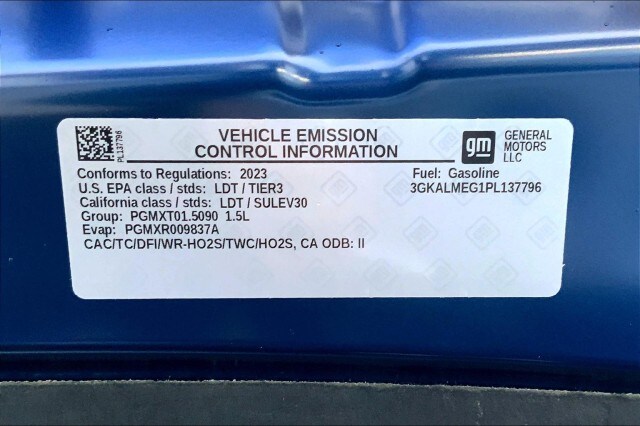 PL137796
VEHICLE EMISSION
CONTROL INFORMATION
gm
GENERAL
MOTORS
LLC
Conforms to Regulations: 2023
U.S. EPA class / stds: LDT / TIER3
California class / stds: LDT / SULEV30
Group: PGMXT01.5090 1.5L
Evap: PGMXR009837A
CAC/TC/DFI/WR-HO2S/TWC/HO2S, CA ODB: II
Fuel: Gasoline
3GKALMEG1PL137796